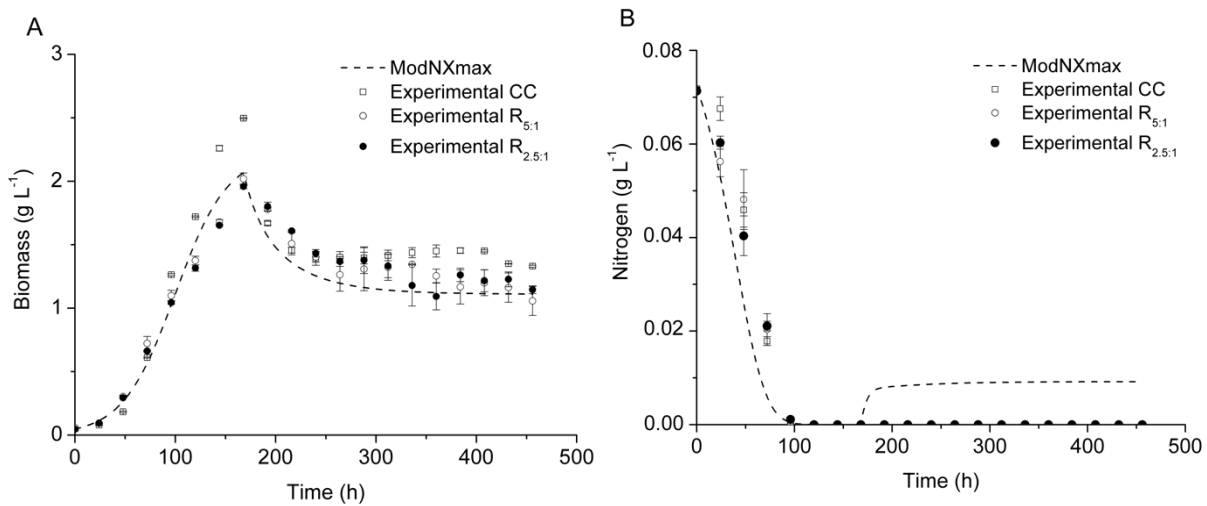 A
3
2
1
0
Biomass (g L⁻¹)
0 100 200 300 400 500
Time (h)
ModNXmax
Experimental CC
Experimental R5:1
Experimental R2.5:1
B
0.08
0.06
0.04
0.02
0.00
Nitrogen (g L⁻¹)
0 100 200 300 400 500
Time (h)
ModNXmax
Experimental CC
Experimental R5:1
Experimental R2.5:1